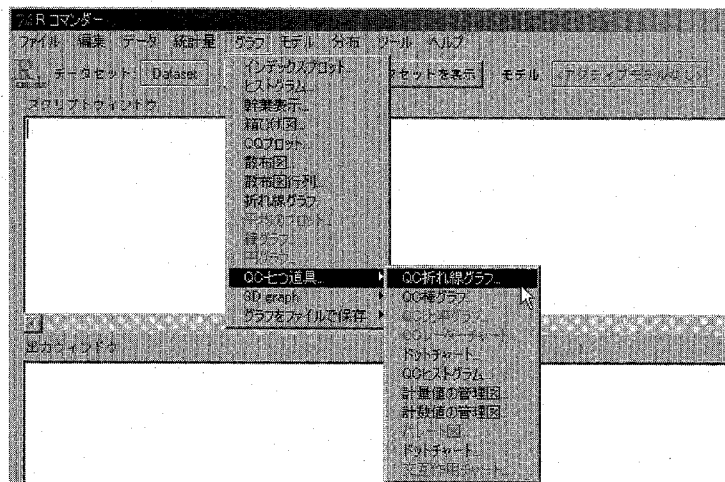 R コマンダー
ファイル 編集 データ 統計量 グラフ モデル 分布 ツール ヘルプ
データセット: Dataset セットを表示 モデル: <アクティブモデルなし>
スクリプトウィンドウ
インデックスプロット...
ヒストグラム...
幹葉表示...
箱ひげ図...
QQプロット...
散布図...
散布図行列...
折れ線グラフ...
平均のプロット...
棒グラフ...
円グラフ...
QC七つ道具...
3D graph
グラフをファイルで保存
QC折れ線グラフ...
QC棒グラフ...
QCレーダーチャート...
ドットチャート...
QCヒストグラム...
計量値の管理図...
計数値の管理図...
パレート図...
ドットチャート...
出力ウィンドウ